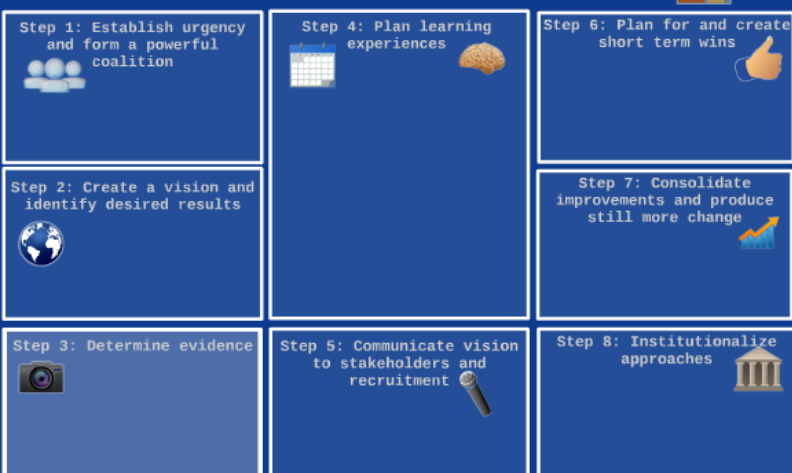 Step 1: Establish urgency
and form a powerful
coalition
Step 2: Create a vision and
identify desired results
Step 3: Determine evidence
Step 4: Plan learning
experiences
Step 5: Communicate vision
to stakeholders and
recruitment
Step 6: Plan for and create
short term wins
Step 7: Consolidate
improvements and produce
still more change
Step 8: Institutionalize
approaches